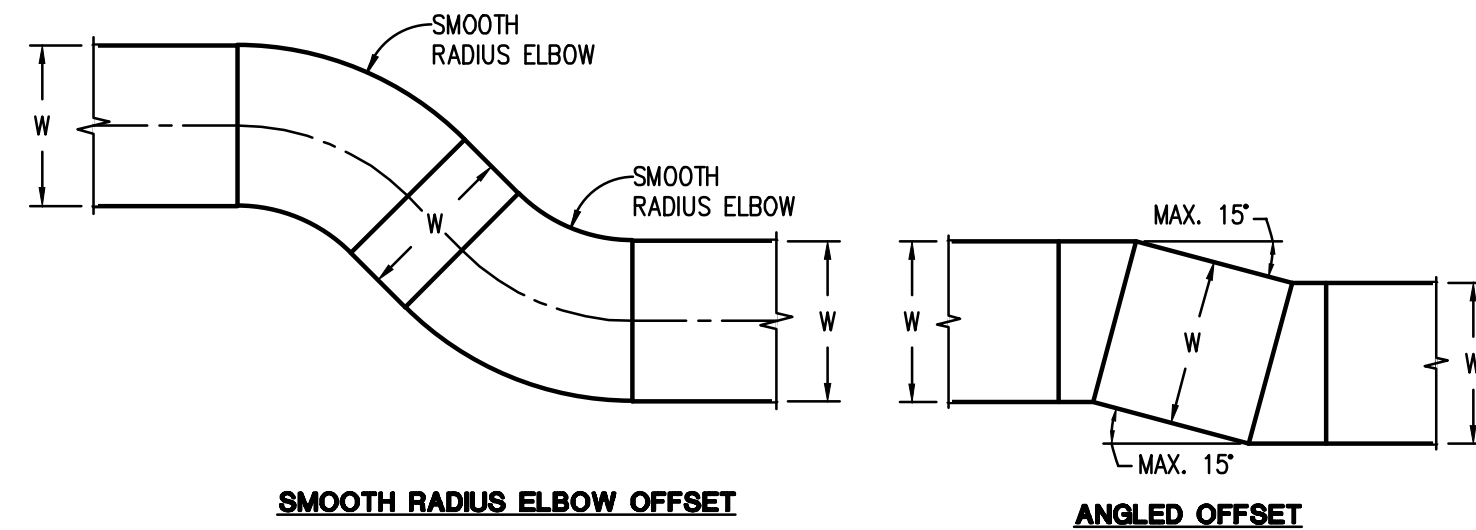 SMOOTH
RADIUS ELBOW
W
W
SMOOTH
RADIUS ELBOW
W
SMOOTH RADIUS ELBOW OFFSET
MAX. 15°
W
W
W
MAX. 15°
ANGLED OFFSET